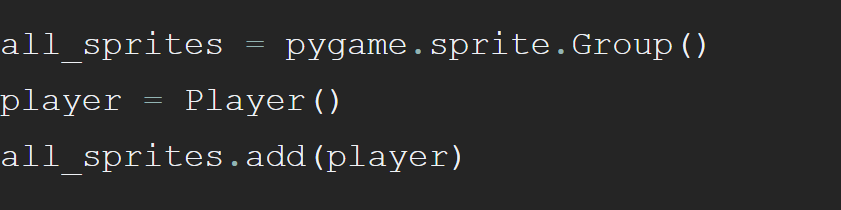 all_sprites = pygame.sprite.Group()
player = Player()
all_sprites.add(player)